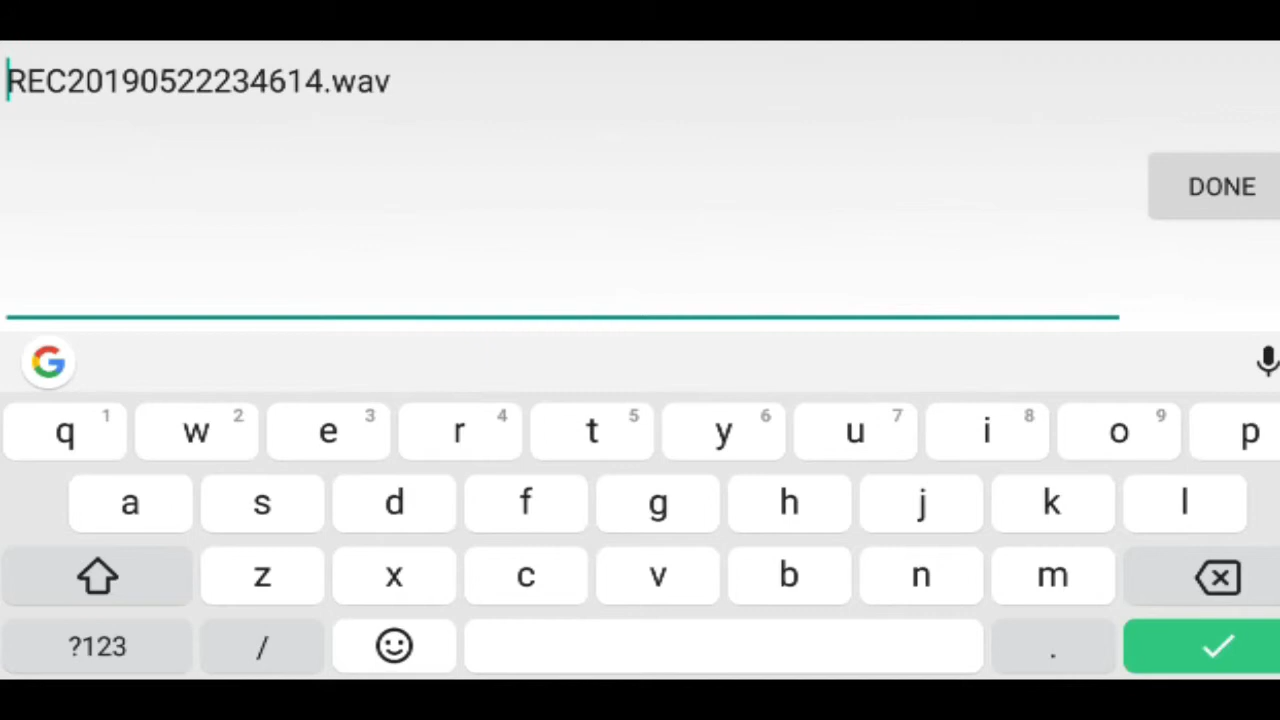 REC20190522234614.wav
DONE
G
q 1 w 2 e 3 r 4 t 5 y 6 u 7 i 8 o 9 p
a s d f g h j k l
z x c v b n m
?123 / .